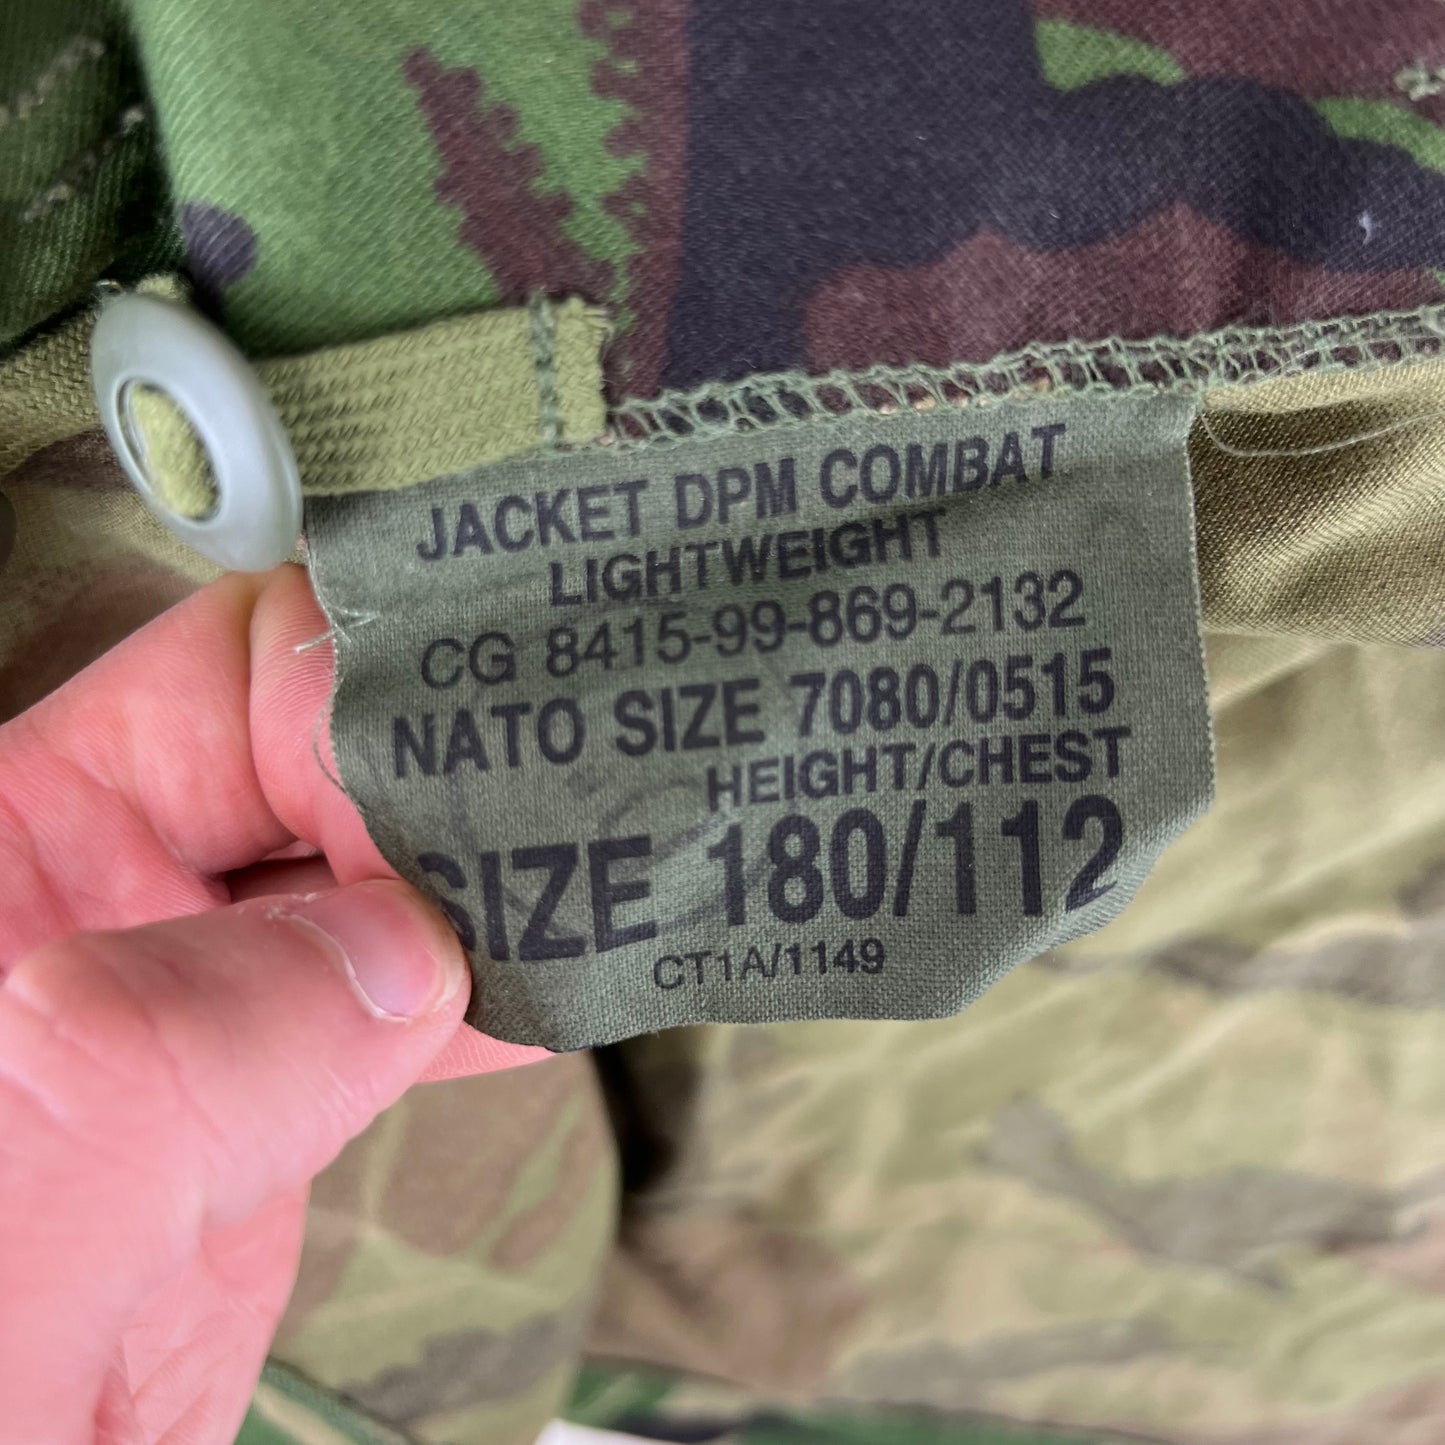 JACKET DPM COMBAT
LIGHTWEIGHT
CG 8415-99-869-2132
NATO SIZE 7080/0515
HEIGHT/CHEST
SIZE 180/112
CT1A/1149